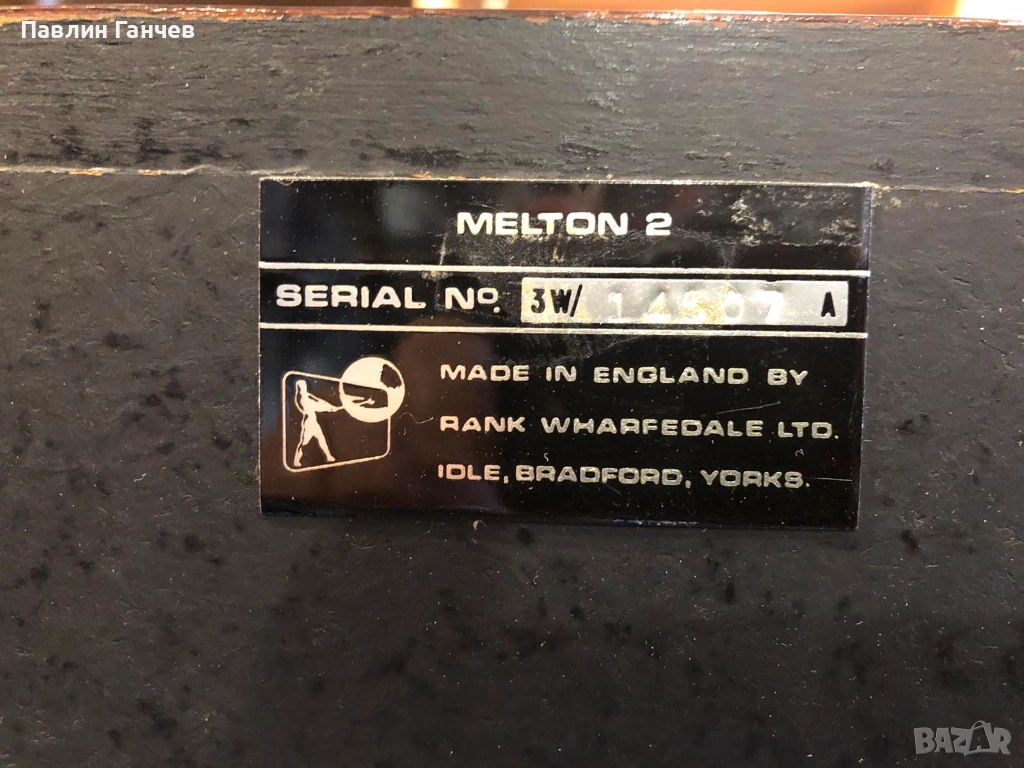 Павлин Ганчев
MELTON 2
SERIAL No. 3W/ A
MADE IN ENGLAND BY
RANK WHARFEDALE LTD.
IDLE, BRADFORD, YORKS.
BAZAR